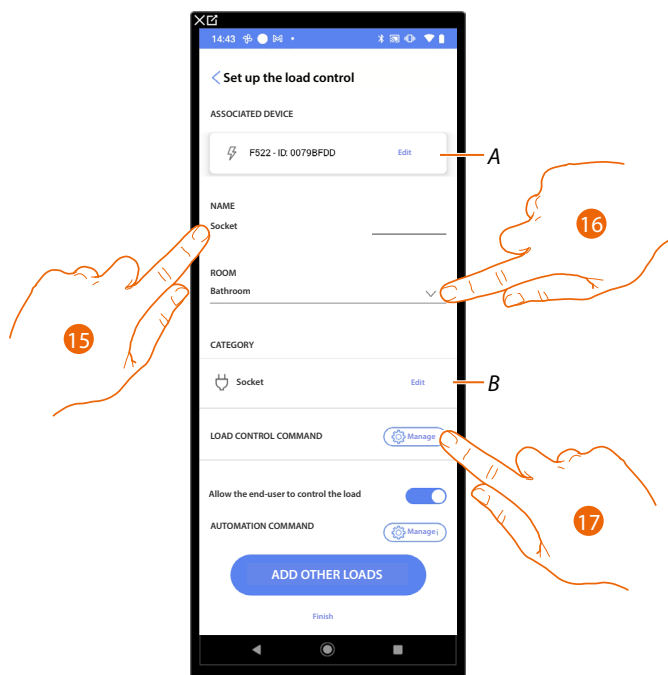 14:43
Set up the load control
ASSOCIATED DEVICE
F522 - ID: 0079BFDD
Edit
A
NAME
Socket
16
ROOM
Bathroom
15
CATEGORY
Socket
Edit
B
LOAD CONTROL COMMAND
Manage
Allow the end-user to control the load
17
AUTOMATION COMMAND
Manage
ADD OTHER LOADS
Finish